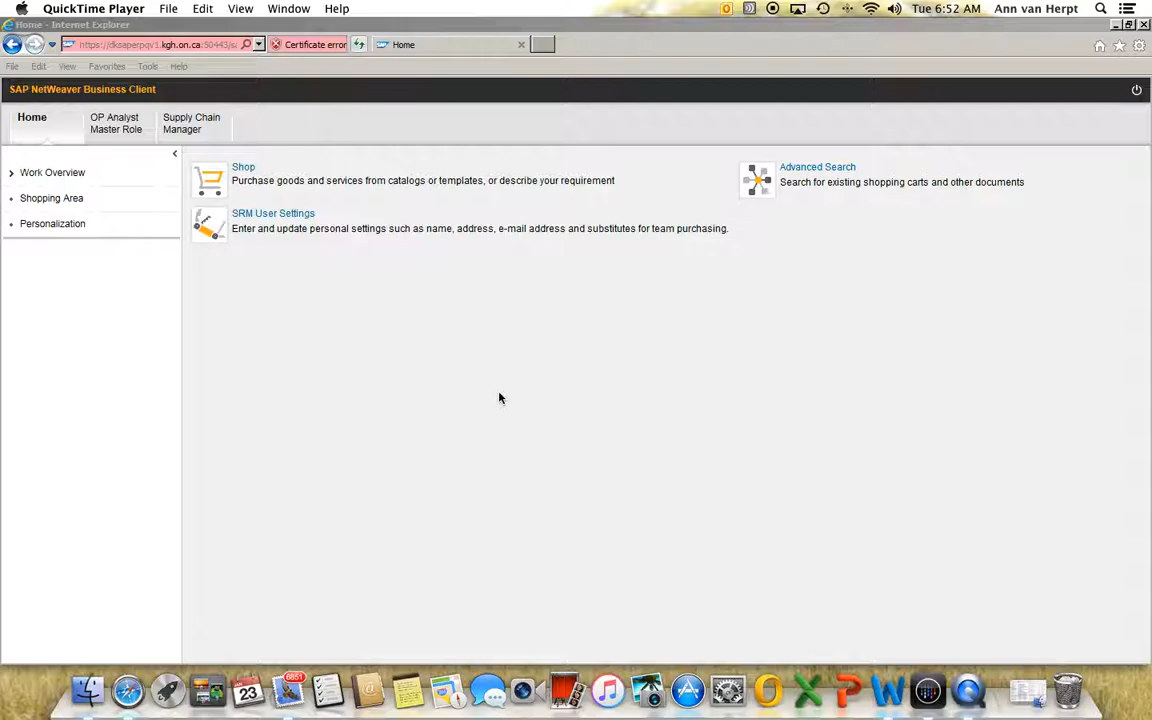 QuickTime Player File Edit View Window Help
Tue 6:52 AM Ann van Herpt
Home - Internet Explorer
Certificate error
Home
File Edit View Favorites Tools Help
SAP NetWeaver Business Client
Home
OP Analyst
Master Role
Supply Chain
Manager
Work Overview
Shopping Area
Personalization
Shop
Purchase goods and services from catalogs or templates, or describe your requirement
Advanced Search
Search for existing shopping carts and other documents
SRM User Settings
Enter and update personal settings such as name, address, e-mail address and substitutes for team purchasing.
23